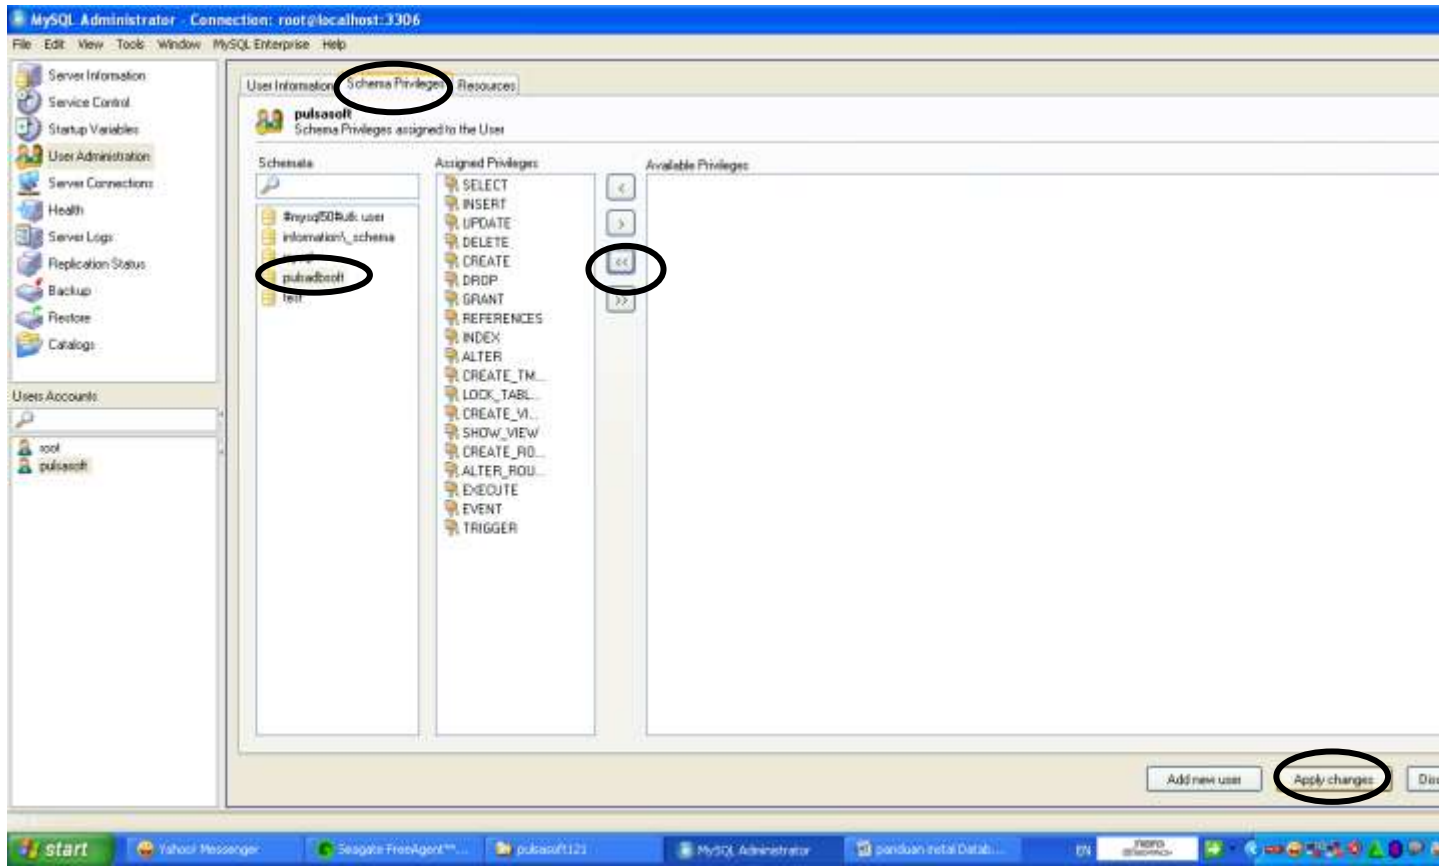 MySQL Administrator - Connection: root@localhost:3306
File Edit View Tools Window MySQL Enterprise Help
Server Information
Service Control
Startup Variables
User Administration
Server Connections
Health
Server Logs
Replication Status
Backup
Restore
Catalogs
Users Accounts
root
pulsasoft
User Information Schema Privileges Resources
pulsasoft
Schema Privileges assigned to the User
Schemata
#mysql50#utk user
information\_schema
pulsadbsoft
test
Assigned Privileges
SELECT
INSERT
UPDATE
DELETE
CREATE
DROP
GRANT
REFERENCES
INDEX
ALTER
CREATE_TM...
LOCK_TABL...
CREATE_VI...
SHOW_VIEW
CREATE_RO...
ALTER_ROU...
EXECUTE
EVENT
TRIGGER
<
>
<<
>>
Available Privileges
Add new user Apply changes
start Yahoo! Messenger Seagate FreeAgent™... pulsasoft121 MySQL Administrator panduan instal Datab... EN nero